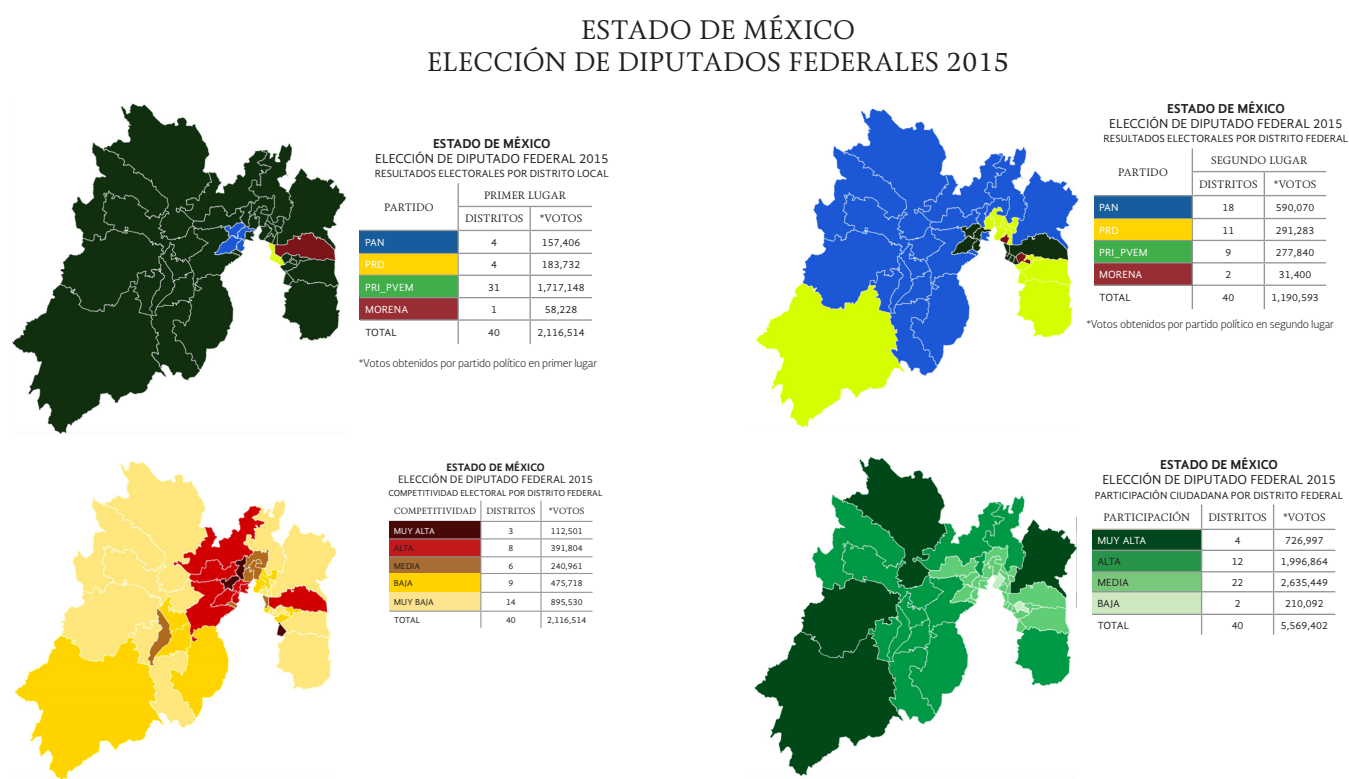 ESTADO DE MÉXICO
ELECCIÓN DE DIPUTADOS FEDERALES 2015
ESTADO DE MÉXICO
ELECCIÓN DE DIPUTADO FEDERAL 2015
RESULTADOS ELECTORALES POR DISTRITO LOCAL
PARTIDO PRIMER LUGAR
DISTRITOS *VOTOS
PAN 4 157,406
PRD 4 183,732
PRI_PVEM 31 1,717,148
MORENA 1 58,228
TOTAL 40 2,116,514
*Votos obtenidos por partido político en primer lugar
ESTADO DE MÉXICO
ELECCIÓN DE DIPUTADO FEDERAL 2015
RESULTADOS ELECTORALES POR DISTRITO FEDERAL
PARTIDO SEGUNDO LUGAR
DISTRITOS *VOTOS
PAN 18 590,070
PRD 11 291,283
PRI_PVEM 9 277,840
MORENA 2 31,400
TOTAL 40 1,190,593
*Votos obtenidos por partido político en segundo lugar
ESTADO DE MÉXICO
ELECCIÓN DE DIPUTADO FEDERAL 2015
COMPETITIVIDAD ELECTORAL POR DISTRITO FEDERAL
COMPETITIVIDAD DISTRITOS *VOTOS
MUY ALTA 3 112,501
ALTA 8 391,804
MEDIA 6 240,961
BAJA 9 475,718
MUY BAJA 14 895,530
TOTAL 40 2,116,514
ESTADO DE MÉXICO
ELECCIÓN DE DIPUTADO FEDERAL 2015
PARTICIPACIÓN CIUDADANA POR DISTRITO FEDERAL
PARTICIPACIÓN DISTRITOS *VOTOS
MUY ALTA 4 726,997
ALTA 12 1,996,864
MEDIA 22 2,635,449
BAJA 2 210,092
TOTAL 40 5,569,402